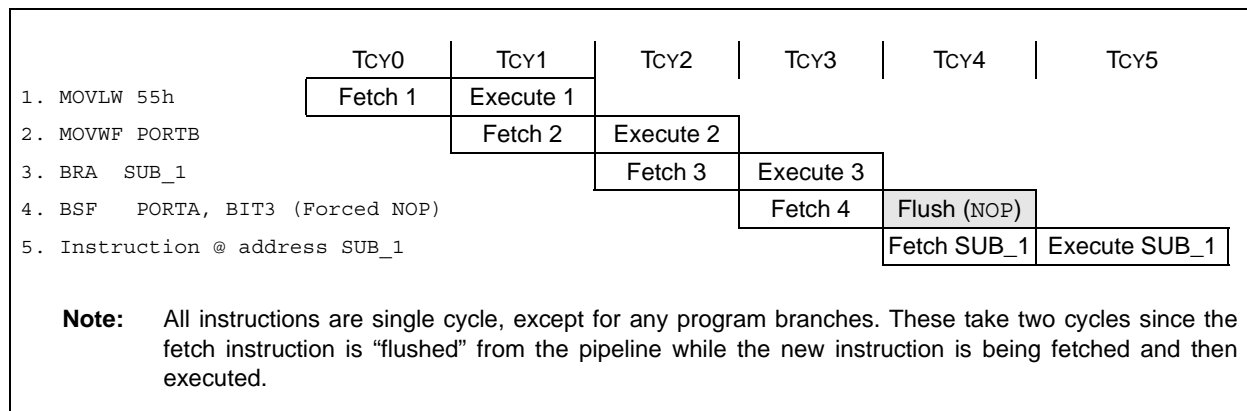 TCY0 TCY1 TCY2 TCY3 TCY4 TCY5
1. MOVLW 55h Fetch 1 Execute 1
2. MOVWF PORTB Fetch 2 Execute 2
3. BRA SUB_1 Fetch 3 Execute 3
4. BSF PORTA, BIT3 (Forced NOP) Fetch 4 Flush (NOP)
5. Instruction @ address SUB_1 Fetch SUB_1 Execute SUB_1
Note: All instructions are single cycle, except for any program branches. These take two cycles since the
fetch instruction is “flushed” from the pipeline while the new instruction is being fetched and then
executed.